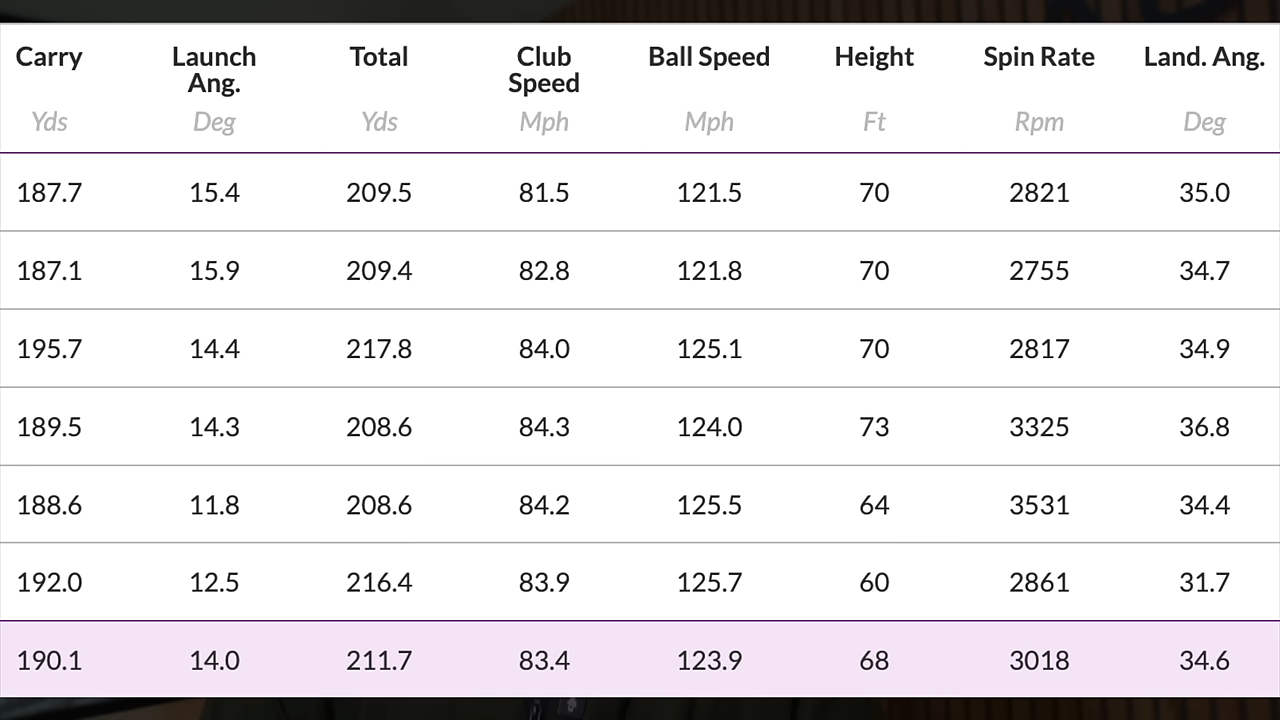 Carry Launch Ang. Total Club Speed Ball Speed Height Spin Rate Land. Ang.
Yds Deg Yds Mph Mph Ft Rpm Deg
187.7 15.4 209.5 81.5 121.5 70 2821 35.0
187.1 15.9 209.4 82.8 121.8 70 2755 34.7
195.7 14.4 217.8 84.0 125.1 70 2817 34.9
189.5 14.3 208.6 84.3 124.0 73 3325 36.8
188.6 11.8 208.6 84.2 125.5 64 3531 34.4
192.0 12.5 216.4 83.9 125.7 60 2861 31.7
190.1 14.0 211.7 83.4 123.9 68 3018 34.6